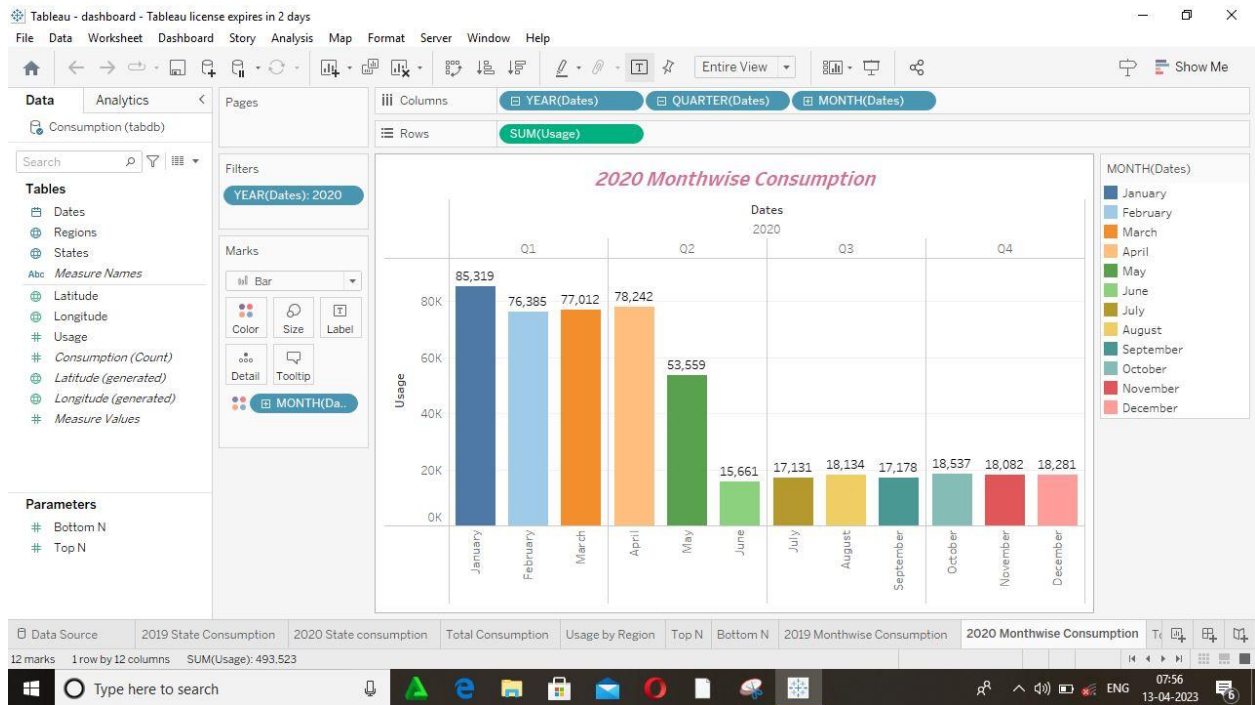 Tableau - dashboard - Tableau license expires in 2 days
File Data Worksheet Dashboard Story Analysis Map Format Server Window Help
Entire View
Show Me
Data Analytics
Consumption (tabdb)
Search
Tables
Dates
Regions
States
Abc Measure Names
Latitude
Longitude
# Usage
# Consumption (Count)
Latitude (generated)
Longitude (generated)
# Measure Values
Parameters
# Bottom N
# Top N
Pages
Filters
YEAR(Dates): 2020
Marks
Bar
Color Size Label
Detail Tooltip
MONTH(Da..
Columns YEAR(Dates) QUARTER(Dates) MONTH(Dates)
Rows SUM(Usage)
2020 Monthwise Consumption
Dates
2020
Q1 Q2 Q3 Q4
Usage
80K
60K
40K
20K
0K
85,319 76,385 77,012 78,242 53,559 15,661 17,131 18,134 17,178 18,537 18,082 18,281
January February March April May June July August September October November December
MONTH(Dates)
January
February
March
April
May
June
July
August
September
October
November
December
Data Source 2019 State Consumption 2020 State consumption Total Consumption Usage by Region Top N Bottom N 2019 Monthwise Consumption 2020 Monthwise Consumption
12 marks 1 row by 12 columns SUM(Usage): 493,523
Type here to search
ENG
07:56
13-04-2023
6